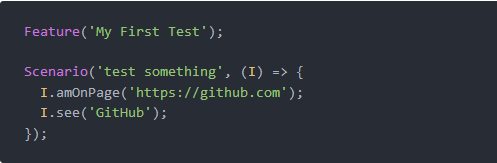 Feature('My First Test');
Scenario('test something', (I) => {
  I.amOnPage('https://github.com');
  I.see('GitHub');
});